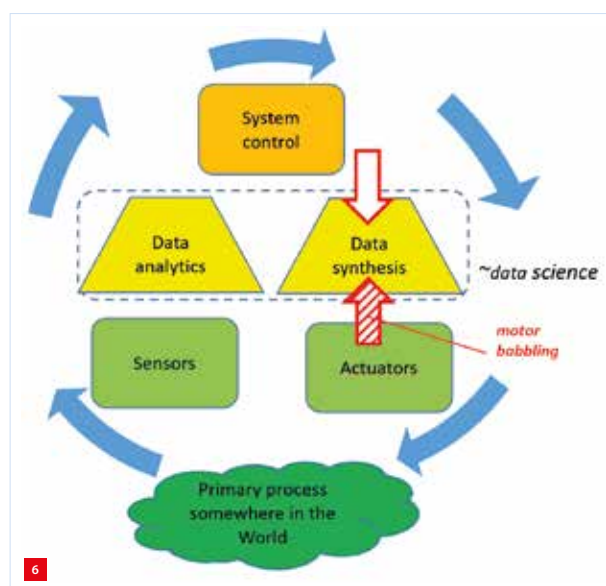 System
control
Data
analytics
Data
synthesis
~data science
motor
babbling
Sensors
Actuators
Primary process
somewhere in the
World
6